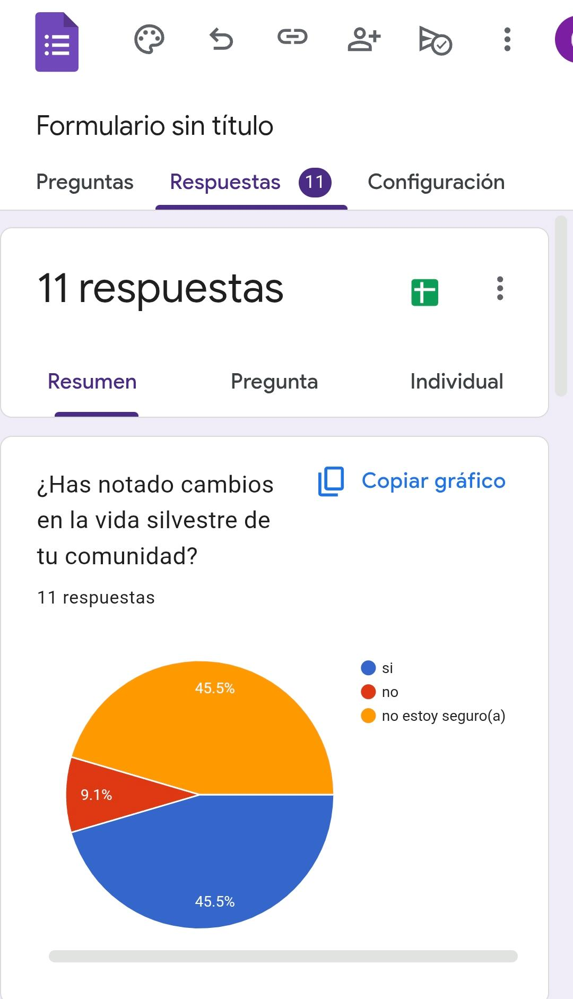 Formulario sin título
Preguntas Respuestas 11 Configuración
11 respuestas
Resumen Pregunta Individual
¿Has notado cambios
en la vida silvestre de
tu comunidad?
Copiar gráfico
11 respuestas
si
no
no estoy seguro(a)
45.5%
9.1%
45.5%